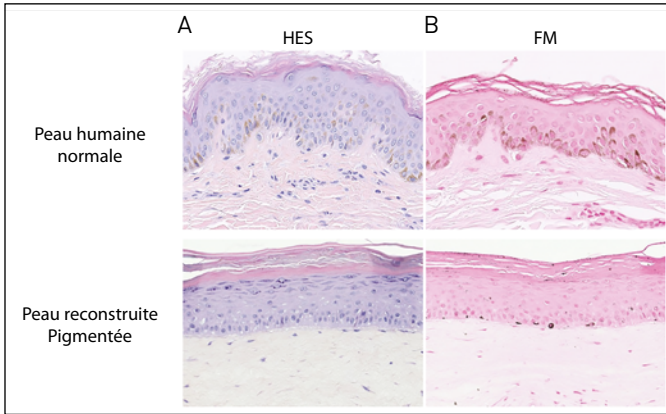 A
HES
B
FM
Peau humaine
normale
Peau reconstruite
Pigmentée